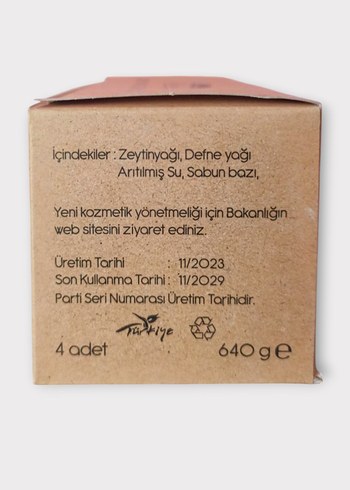 İçindekiler : Zeytinyağı, Defne yağı
Arıtılmış Su, Sabun bazı,
Yeni kozmetik yönetmeliği için Bakanlığın
web sitesini ziyaret ediniz.
Üretim Tarihi : 11/2023
Son Kullanma Tarihi : 11/2029
Parti Seri Numarası Üretim Tarihidir.
Türkiye
4 adet 640 g ℮